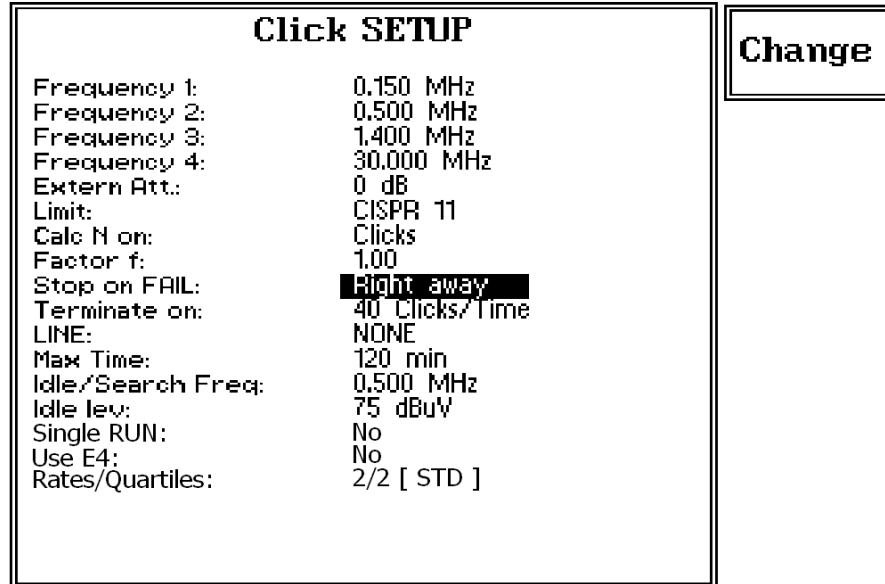 Click SETUP
Change
Frequency 1: 0.150 MHz
Frequency 2: 0.500 MHz
Frequency 3: 1.400 MHz
Frequency 4: 30.000 MHz
Extern Att.: 0 dB
Limit: CISPR 11
Calc N on: Clicks
Factor f: 1.00
Stop on FAIL: Right away
Terminate on: 40 Clicks/Time
LINE: NONE
Max Time: 120 min
Idle/Search Freq: 0.500 MHz
Idle lev: 75 dBuV
Single RUN: No
Use E4: No
Rates/Quartiles: 2/2 [ STD ]